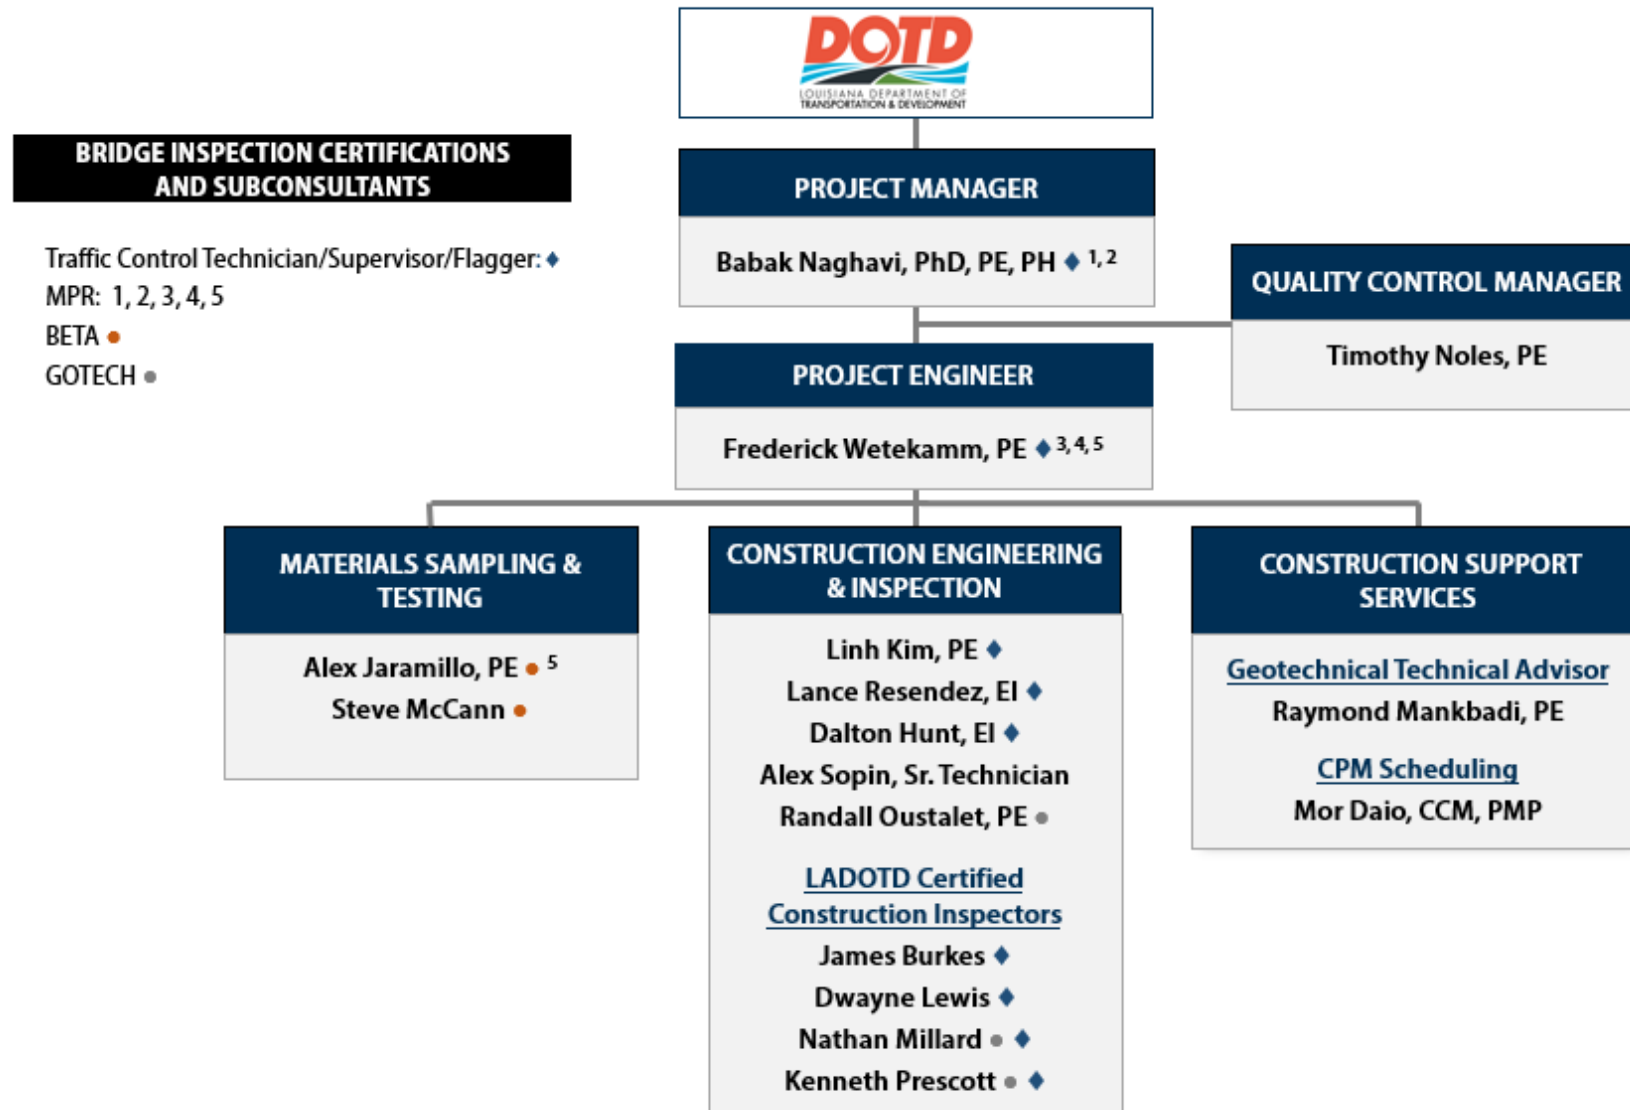 DOTD
LOUISIANA DEPARTMENT OF
TRANSPORTATION & DEVELOPMENT
BRIDGE INSPECTION CERTIFICATIONS
AND SUBCONSULTANTS
Traffic Control Technician/Supervisor/Flagger: ♦
MPR: 1, 2, 3, 4, 5
BETA ●
GOTECH ●
PROJECT MANAGER
Babak Naghavi, PhD, PE, PH ♦ 1, 2
QUALITY CONTROL MANAGER
Timothy Noles, PE
PROJECT ENGINEER
Frederick Wetekamm, PE ♦ 3, 4, 5
MATERIALS SAMPLING &
TESTING
Alex Jaramillo, PE ● 5
Steve McCann ●
CONSTRUCTION ENGINEERING
& INSPECTION
Linh Kim, PE ♦
Lance Resendez, EI ♦
Dalton Hunt, EI ♦
Alex Sopin, Sr. Technician
Randall Oustalet, PE ●
LADOTD Certified
Construction Inspectors
James Burkes ♦
Dwayne Lewis ♦
Nathan Millard ● ♦
Kenneth Prescott ● ♦
CONSTRUCTION SUPPORT
SERVICES
Geotechnical Technical Advisor
Raymond Mankbadi, PE
CPM Scheduling
Mor Daio, CCM, PMP